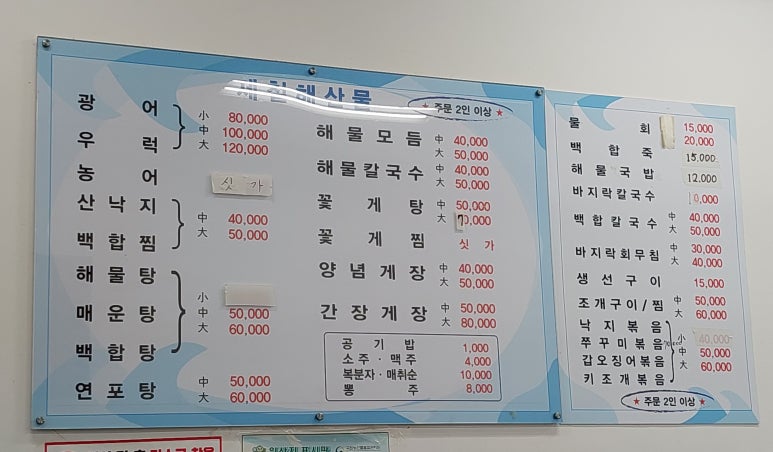 제철해산물
★ 주문 2인 이상 ★
광어 小 80,000
우럭 中 100,000
大 120,000
농어 싯가
산낙지 中 40,000
백합찜 大 50,000
해물탕 小
매운탕 中 50,000
백합탕 大 60,000
연포탕 中 50,000
大 60,000
해물모듬 中 40,000
大 50,000
해물칼국수 中 40,000
大 50,000
꽃게탕 中 50,000
大 70,000
꽃게찜 싯가
양념게장 中 40,000
大 50,000
간장게장 中 50,000
大 80,000
공기밥 1,000
소주·맥주 4,000
복분자·매취순 10,000
뽕주 8,000
물회 15,000
20,000
백합죽 15,000
해물국밥 12,000
바지락칼국수
백합칼국수 中 40,000
大 50,000
바지락회무침 中 30,000
大 40,000
생선구이 15,000
조개구이/찜 中 50,000
大 60,000
낙지볶음 小 40,000
쭈꾸미볶음 中 50,000
갑오징어볶음 大 60,000
키조개볶음
★ 주문 2인 이상 ★